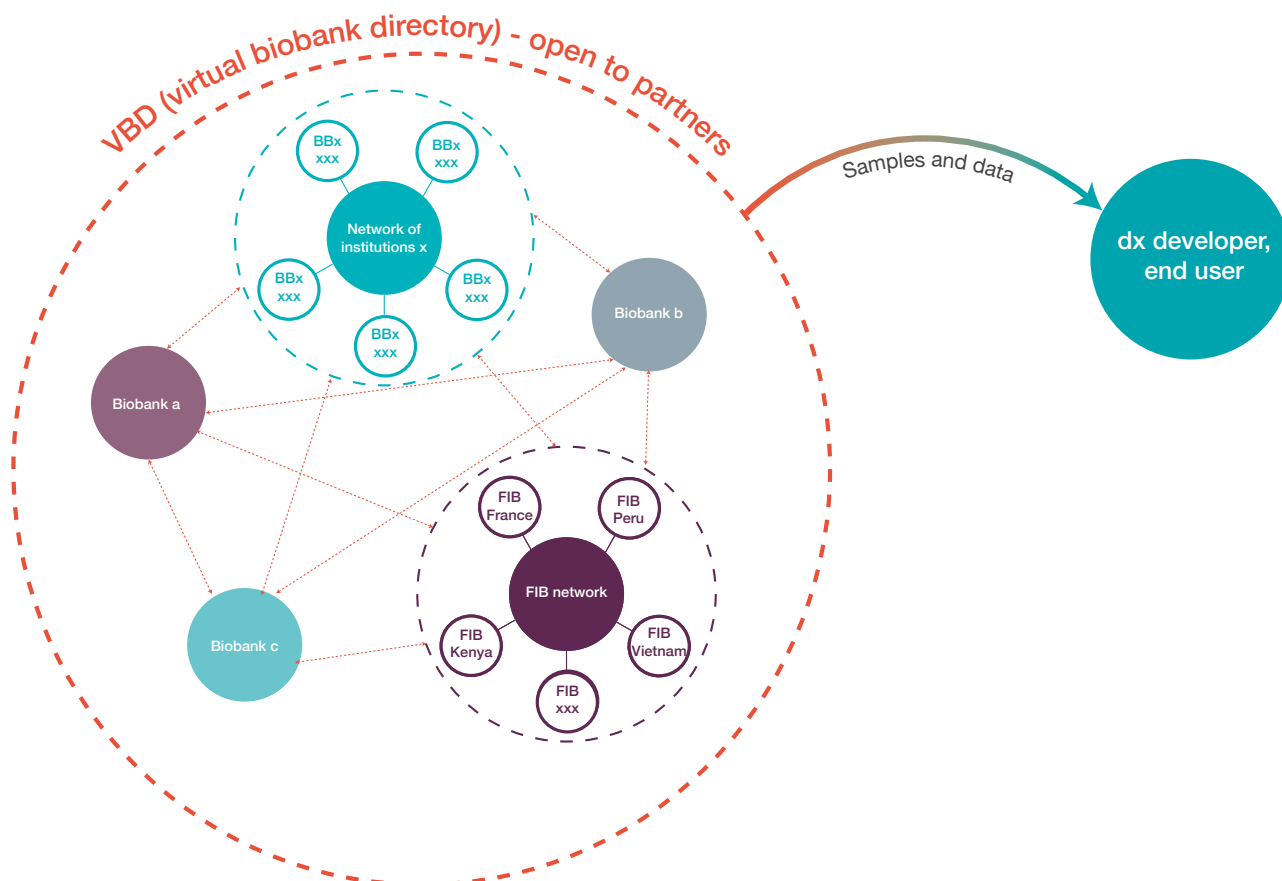 VBD (virtual biobank directory) - open to partners
BBx
xxx
BBx
xxx
Network of
institutions x
BBx
xxx
BBx
xxx
BBx
xxx
Samples and data
dx developer,
end user
Biobank b
Biobank a
FIB
France
FIB
Peru
FIB network
FIB
Kenya
FIB
Vietnam
FIB
xxx
Biobank c